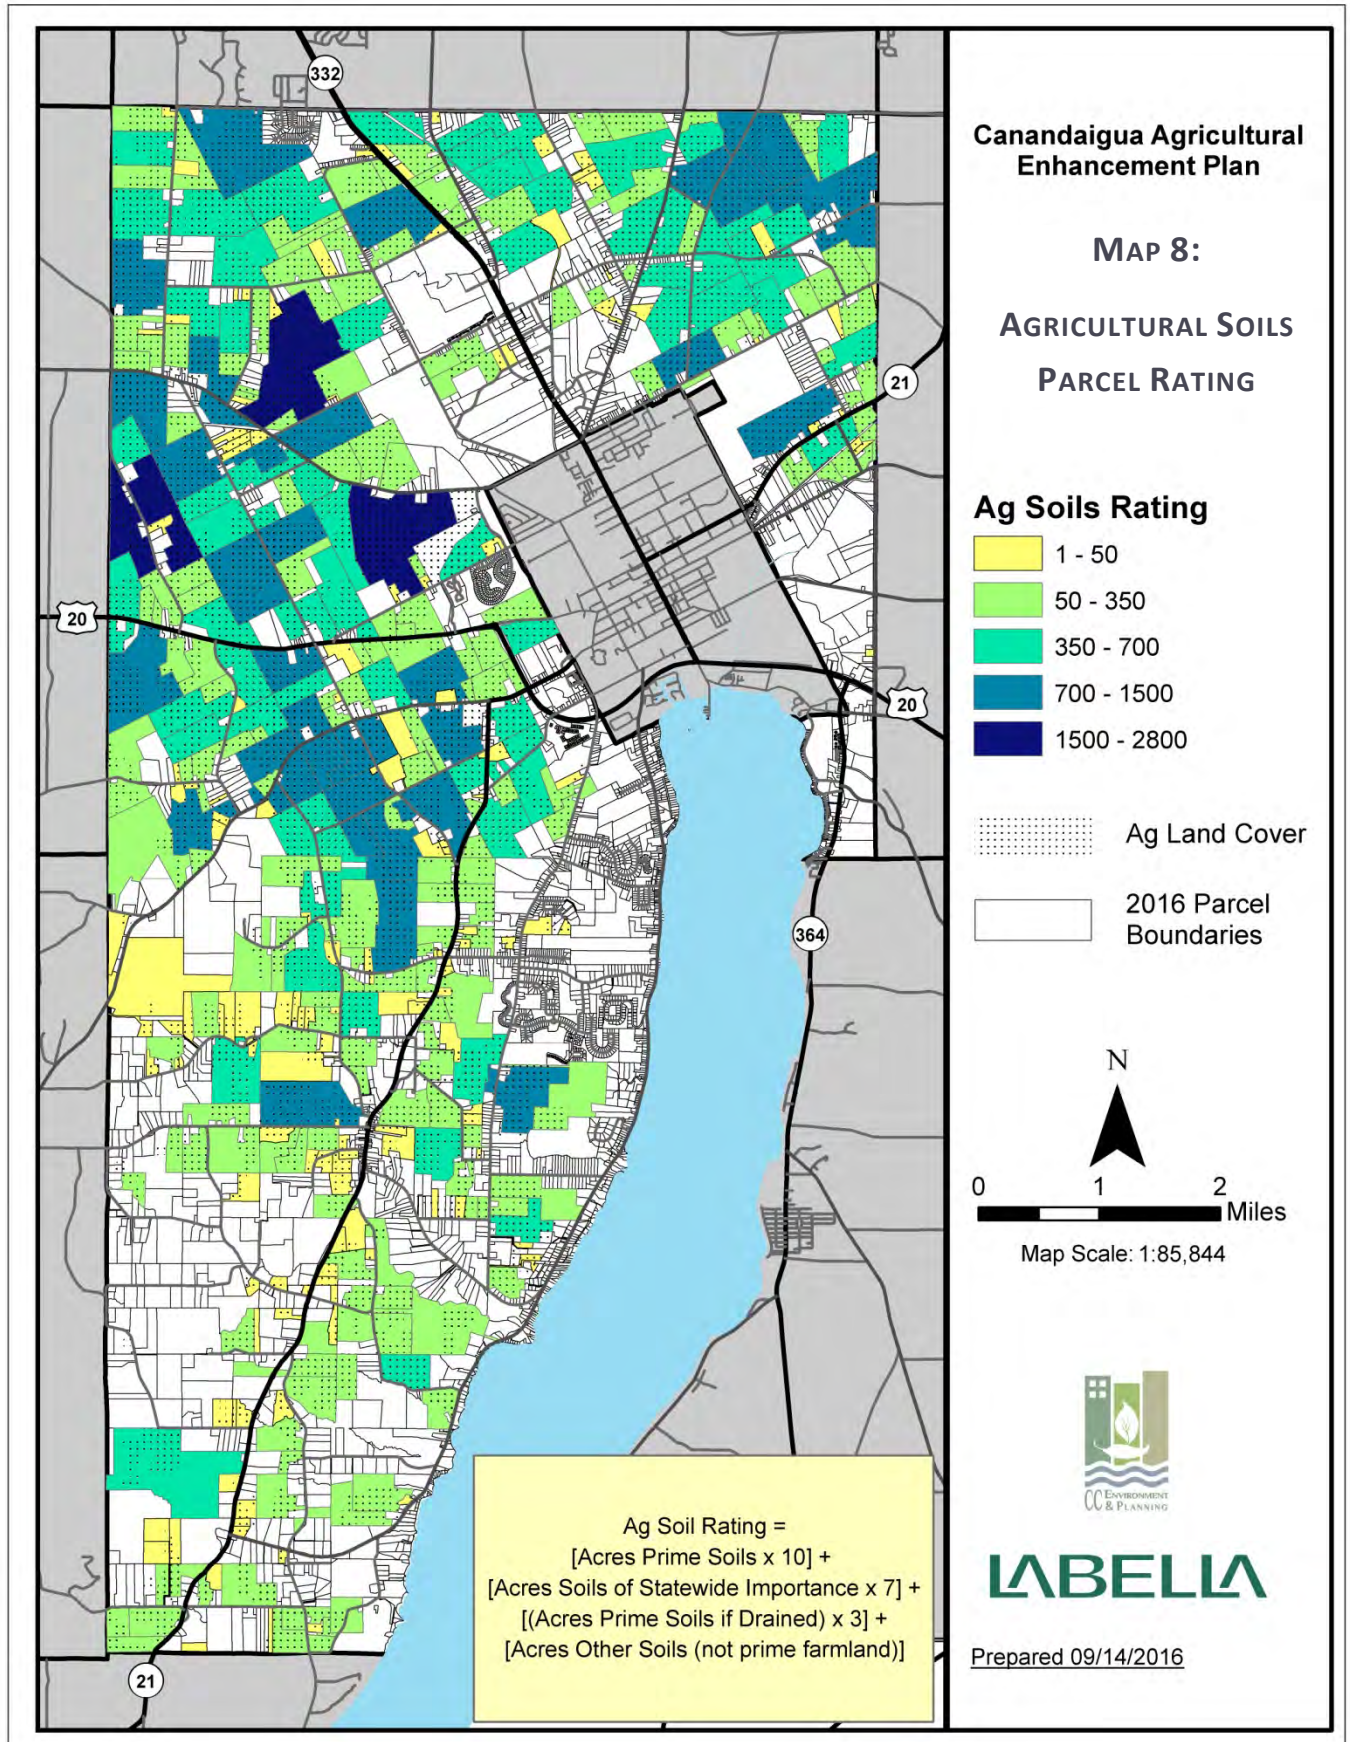 332
21
20
20
364
21
Canandaigua Agricultural
Enhancement Plan
MAP 8:
AGRICULTURAL SOILS
PARCEL RATING
Ag Soils Rating
1 - 50
50 - 350
350 - 700
700 - 1500
1500 - 2800
Ag Land Cover
2016 Parcel
Boundaries
N
0 1 2
Miles
Map Scale: 1:85,844
CC ENVIRONMENT
& PLANNING
LABELLA
Prepared 09/14/2016
Ag Soil Rating =
[Acres Prime Soils x 10] +
[Acres Soils of Statewide Importance x 7] +
[(Acres Prime Soils if Drained) x 3] +
[Acres Other Soils (not prime farmland)]